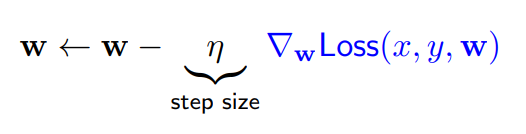 w ← w − η ∇wLoss(x, y, w)
step size